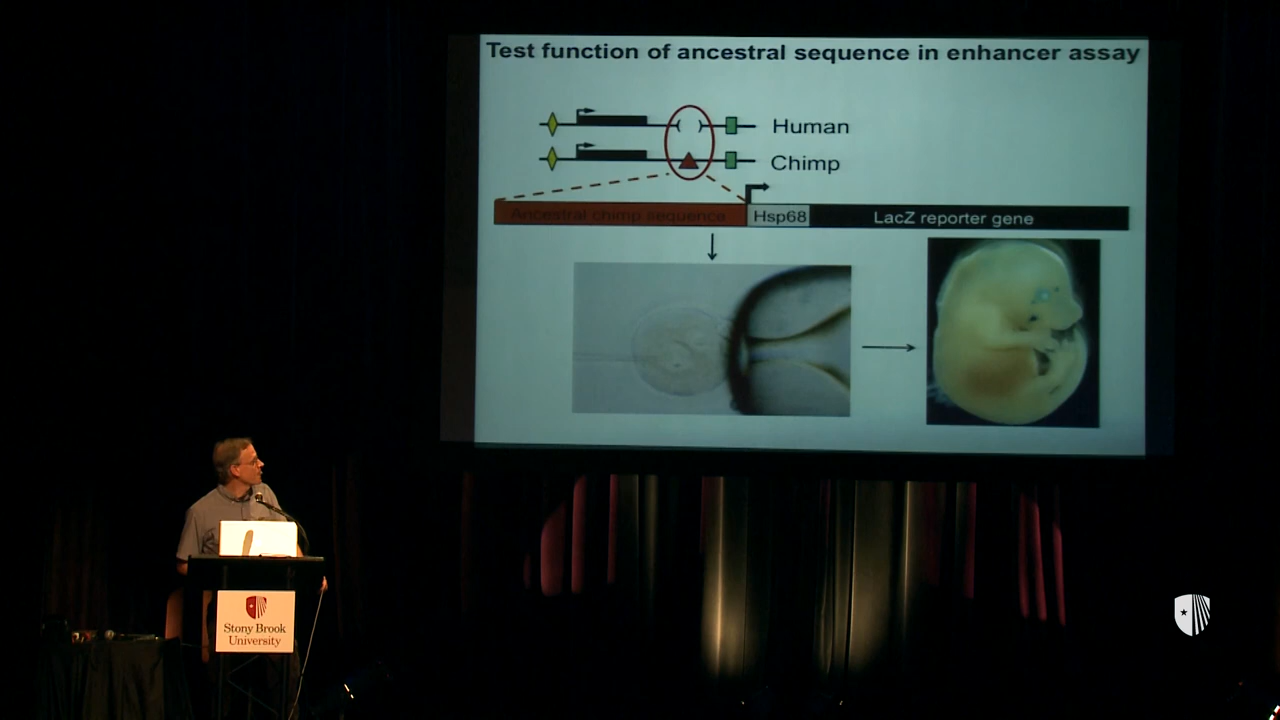 Test function of ancestral sequence in enhancer assay
Human
Chimp
Ancestral chimp sequence
Hsp68
LacZ reporter gene
Stony Brook
University